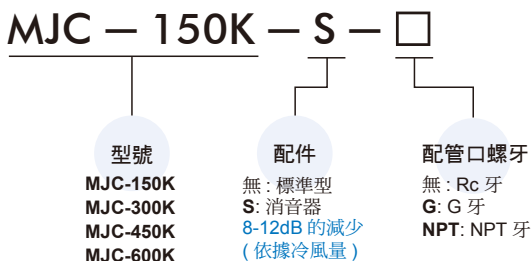 MJC — 150K — S — □
型號
MJC-150K
MJC-300K
MJC-450K
MJC-600K
配件
無 : 標準型
S: 消音器
8-12dB 的減少
( 依據冷風量 )
配管口螺牙
無 : Rc 牙
G: G 牙
NPT: NPT 牙